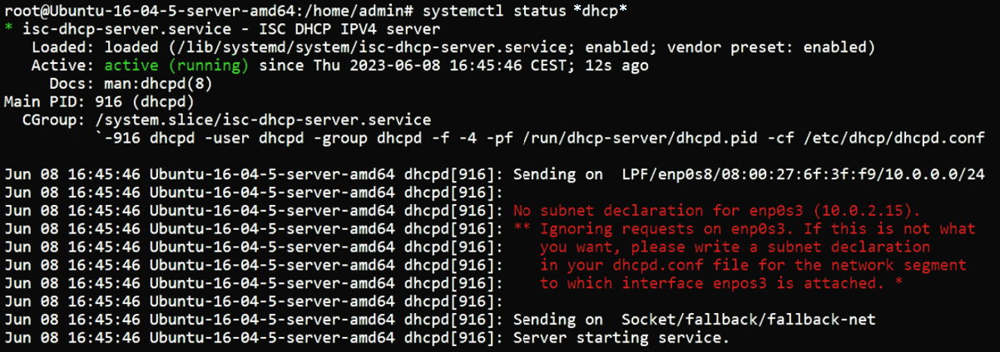 root@Ubuntu-16-04-5-server-amd64:/home/admin# systemctl status *dhcp*
* isc-dhcp-server.service - ISC DHCP IPV4 server
Loaded: loaded (/lib/systemd/system/isc-dhcp-server.service; enabled; vendor preset: enabled)
Active: active (running) since Thu 2023-06-08 16:45:46 CEST; 12s ago
Docs: man:dhcpd(8)
Main PID: 916 (dhcpd)
CGroup: /system.slice/isc-dhcp-server.service
`-916 dhcpd -user dhcpd -group dhcpd -f -4 -pf /run/dhcp-server/dhcpd.pid -cf /etc/dhcp/dhcpd.conf
Jun 08 16:45:46 Ubuntu-16-04-5-server-amd64 dhcpd[916]: Sending on LPF/enp0s8/08:00:27:6f:3f:f9/10.0.0.0/24
Jun 08 16:45:46 Ubuntu-16-04-5-server-amd64 dhcpd[916]:
Jun 08 16:45:46 Ubuntu-16-04-5-server-amd64 dhcpd[916]: No subnet declaration for enp0s3 (10.0.2.15).
Jun 08 16:45:46 Ubuntu-16-04-5-server-amd64 dhcpd[916]: ** Ignoring requests on enp0s3. If this is not what
Jun 08 16:45:46 Ubuntu-16-04-5-server-amd64 dhcpd[916]: you want, please write a subnet declaration
Jun 08 16:45:46 Ubuntu-16-04-5-server-amd64 dhcpd[916]: in your dhcpd.conf file for the network segment
Jun 08 16:45:46 Ubuntu-16-04-5-server-amd64 dhcpd[916]: to which interface enpos3 is attached. *
Jun 08 16:45:46 Ubuntu-16-04-5-server-amd64 dhcpd[916]:
Jun 08 16:45:46 Ubuntu-16-04-5-server-amd64 dhcpd[916]: Sending on Socket/fallback/fallback-net
Jun 08 16:45:46 Ubuntu-16-04-5-server-amd64 dhcpd[916]: Server starting service.